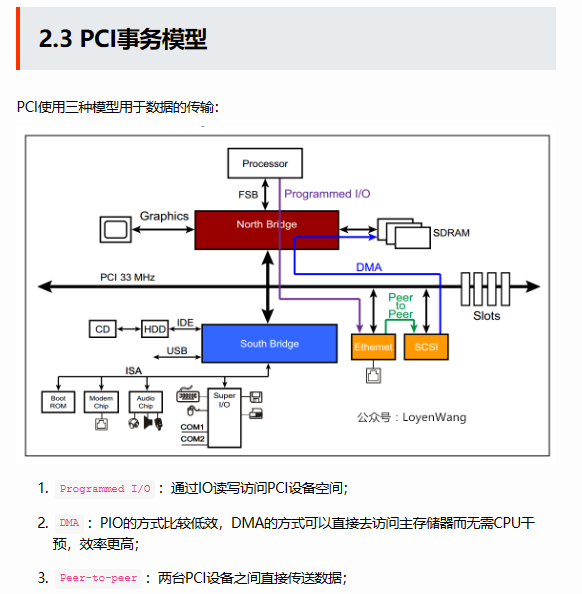 2.3 PCI事务模型
PCI使用三种模型用于数据的传输：
Processor
FSB
Programmed I/O
Graphics
North Bridge
SDRAM
DMA
PCI 33 MHz
Peer
to
Peer
Slots
CD
HDD
IDE
USB
South Bridge
Ethernet
SCSI
ISA
Boot
ROM
Modem
Chip
Audio
Chip
Super
I/O
COM1
COM2
公众号：LoyenWang
1. Programmed I/O ：通过IO读写访问PCI设备空间；
2. DMA ：PIO的方式比较低效，DMA的方式可以直接去访问主存储器而无需CPU干
预，效率更高；
3. Peer-to-peer ：两台PCI设备之间直接传送数据；